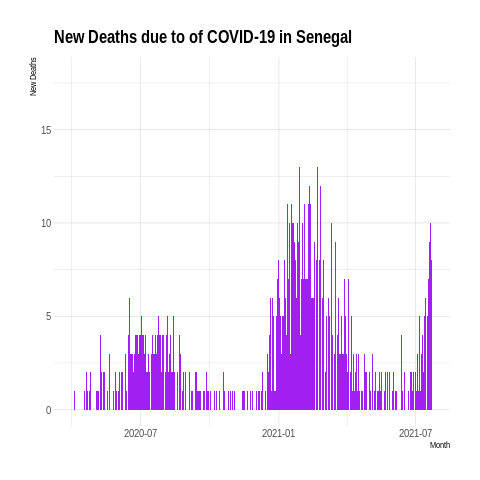 New Deaths due to of COVID-19 in Senegal
New Deaths
15
10
5
0
2020-07
2021-01
2021-07
Month